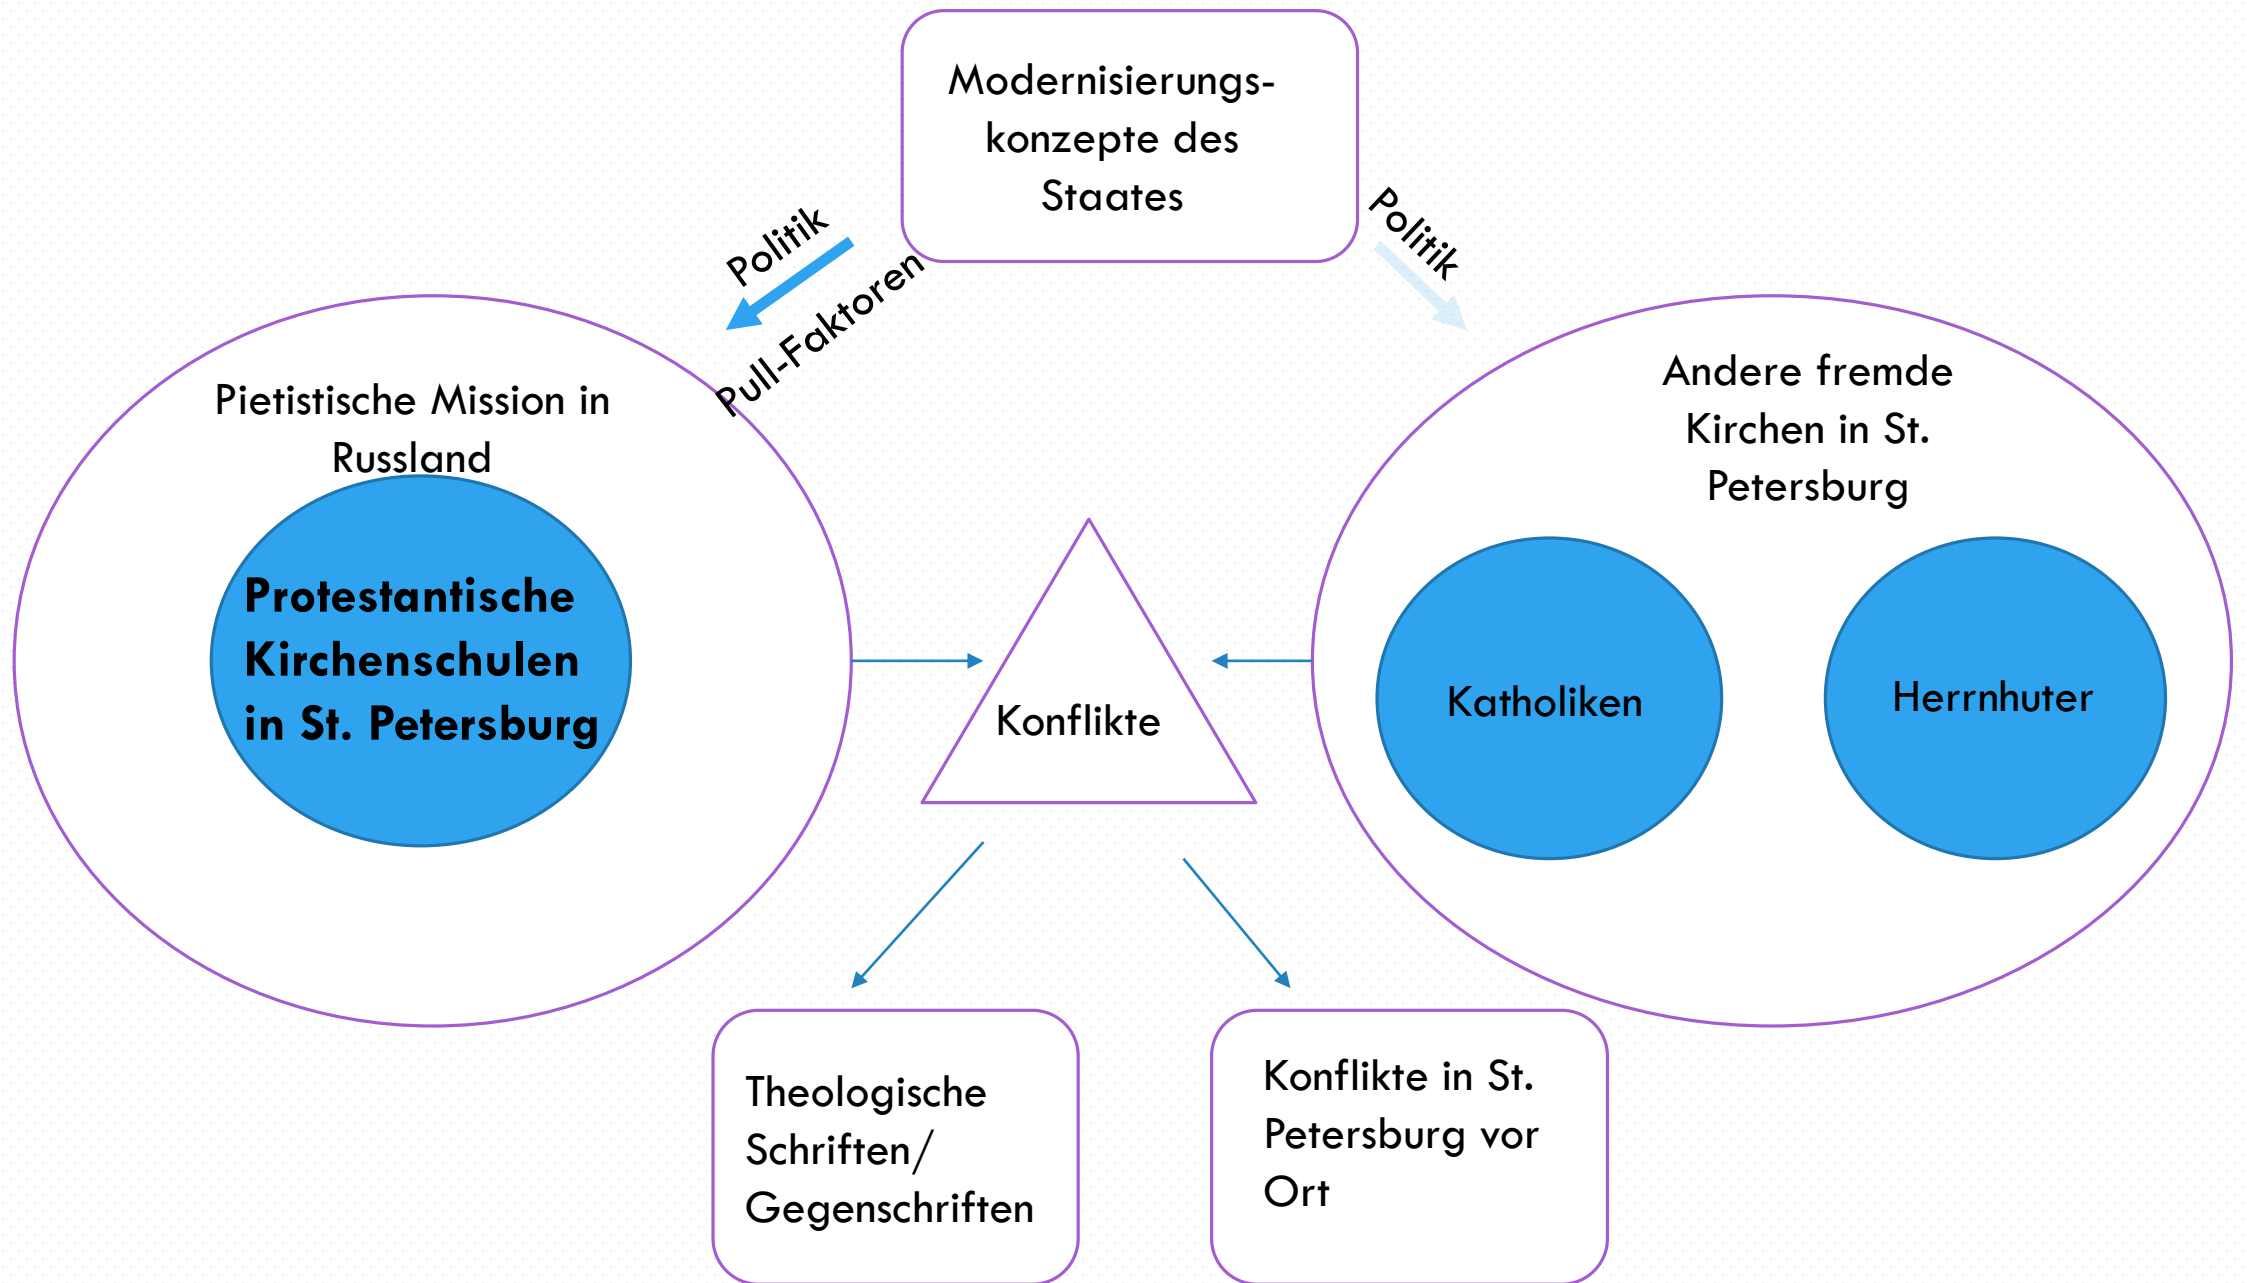 Modernisierungs-
konzepte des
Staates
Politik
Pull-Faktoren
Politik
Pietistische Mission in
Russland
Protestantische
Kirchenschulen
in St. Petersburg
Andere fremde
Kirchen in St.
Petersburg
Katholiken
Herrnhuter
Konflikte
Theologische
Schriften/
Gegenschriften
Konflikte in St.
Petersburg vor
Ort